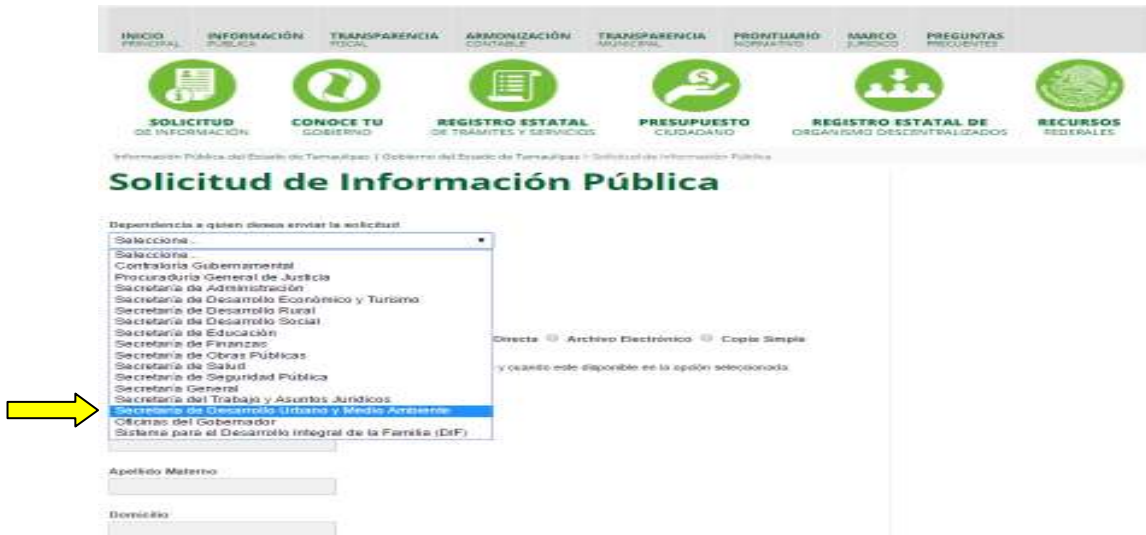 INICIO INFORMACIÓN TRANSPARENCIA ARMONIZACIÓN TRANSPARENCIA PRONTUARIO MARCO PREGUNTAS
PRINCIPAL PÚBLICA FISCAL CONTABLE MUNICIPAL NORMATIVO JURÍDICO FRECUENTES
SOLICITUD CONOCE TU REGISTRO ESTATAL PRESUPUESTO REGISTRO ESTATAL DE RECURSOS
DE INFORMACIÓN GOBIERNO DE TRÁMITES Y SERVICIOS CIUDADANO ORGANISMO DESCENTRALIZADOS FEDERALES
Información Pública del Estado de Tamaulipas | Gobierno del Estado de Tamaulipas > Solicitud de Información Pública
Solicitud de Información Pública
Dependencia a quien desea enviar la solicitud
Seleccione...
Seleccione...
Contraloría Gubernamental
Procuraduría General de Justicia
Secretaría de Administración
Secretaría de Desarrollo Económico y Turismo
Secretaría de Desarrollo Rural
Secretaría de Desarrollo Social
Secretaría de Educación
Secretaría de Finanzas
Directa Archivo Electrónico Copia Simple
Secretaría de Obras Públicas
Secretaría de Salud
y cuando este disponible en la opción seleccionada
Secretaría de Seguridad Pública
Secretaría General
Secretaría del Trabajo y Asuntos Jurídicos
Secretaría de Desarrollo Urbano y Medio Ambiente
Oficinas del Gobernador
Sistema para el Desarrollo Integral de la Familia (DIF)
Apellido Materno
Domicilio